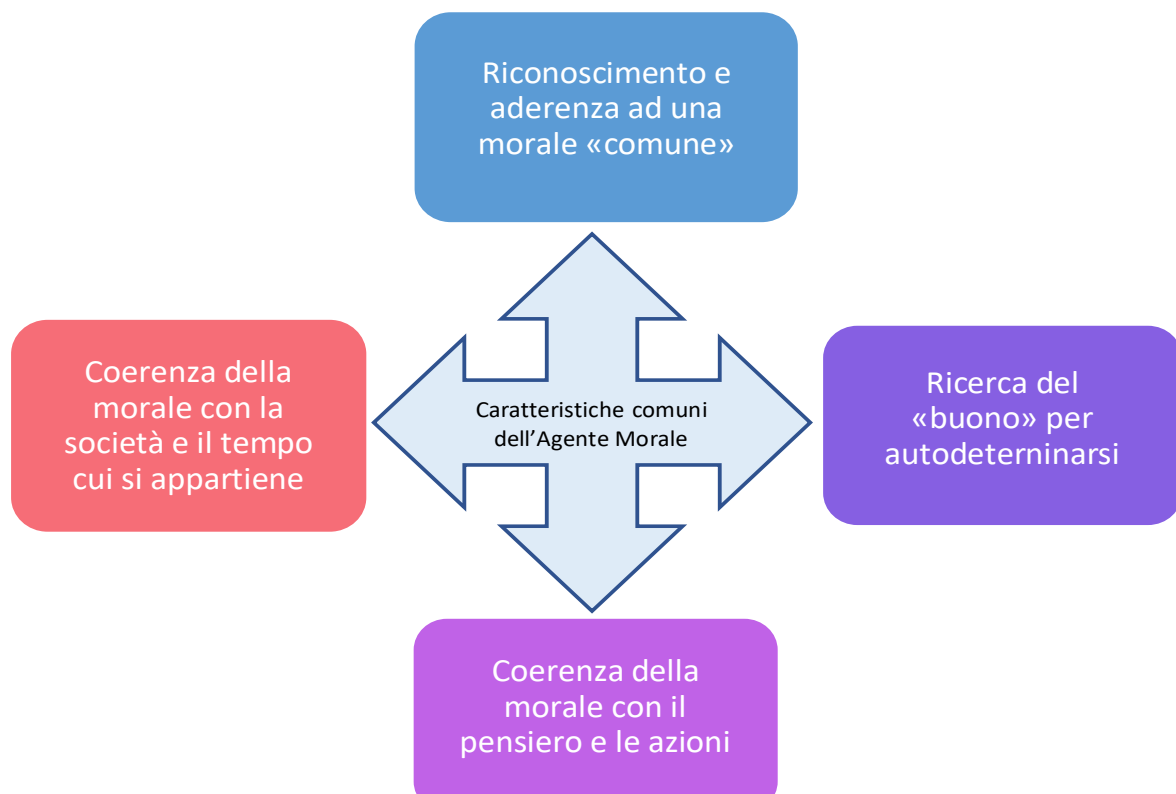 Riconoscimento e
aderenza ad una
morale «comune»
Coerenza della
morale con la
società e il tempo
cui si appartiene
Caratteristiche comuni
dell’Agente Morale
Ricerca del
«buono» per
autodeterninarsi
Coerenza della
morale con il
pensiero e le azioni